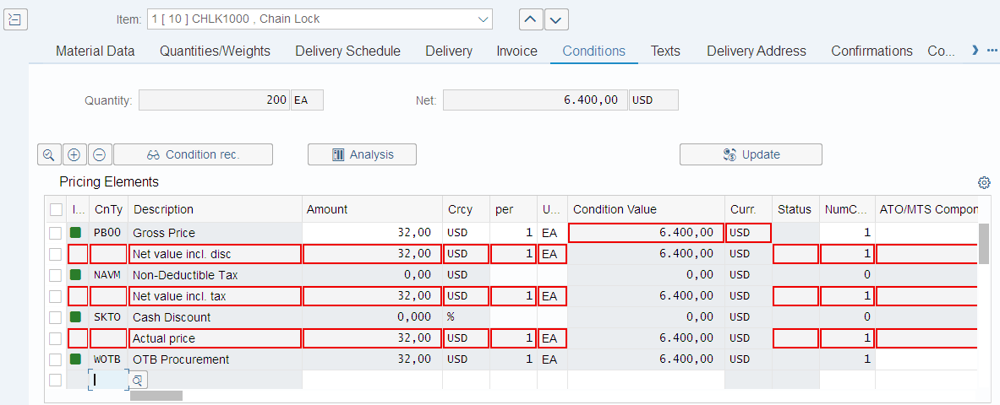 Item: 1 [ 10 ] CHLK1000 , Chain Lock
Material Data Quantities/Weights Delivery Schedule Delivery Invoice Conditions Texts Delivery Address Confirmations Co...
Quantity: 200 EA Net: 6.400,00 USD
Condition rec. Analysis Update
Pricing Elements
I... CnTy Description Amount Crcy per U... Condition Value Curr. Status NumC... ATO/MTS Compon
PB00 Gross Price 32,00 USD 1 EA 6.400,00 USD 1
Net value incl. disc 32,00 USD 1 EA 6.400,00 USD 1
NAVM Non-Deductible Tax 0,00 USD 0,00 USD 0
Net value incl. tax 32,00 USD 1 EA 6.400,00 USD 1
SKTO Cash Discount 0,000 % 0,00 USD 0
Actual price 32,00 USD 1 EA 6.400,00 USD 1
WOTB OTB Procurement 32,00 USD 1 EA 6.400,00 USD 1